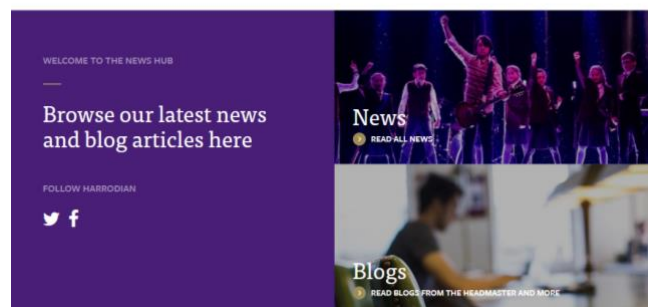 WELCOME TO THE NEWS HUB
Browse our latest news
and blog articles here
FOLLOW HARRODIAN
News
READ ALL NEWS
Blogs
READ BLOGS FROM THE HEADMASTER AND MORE